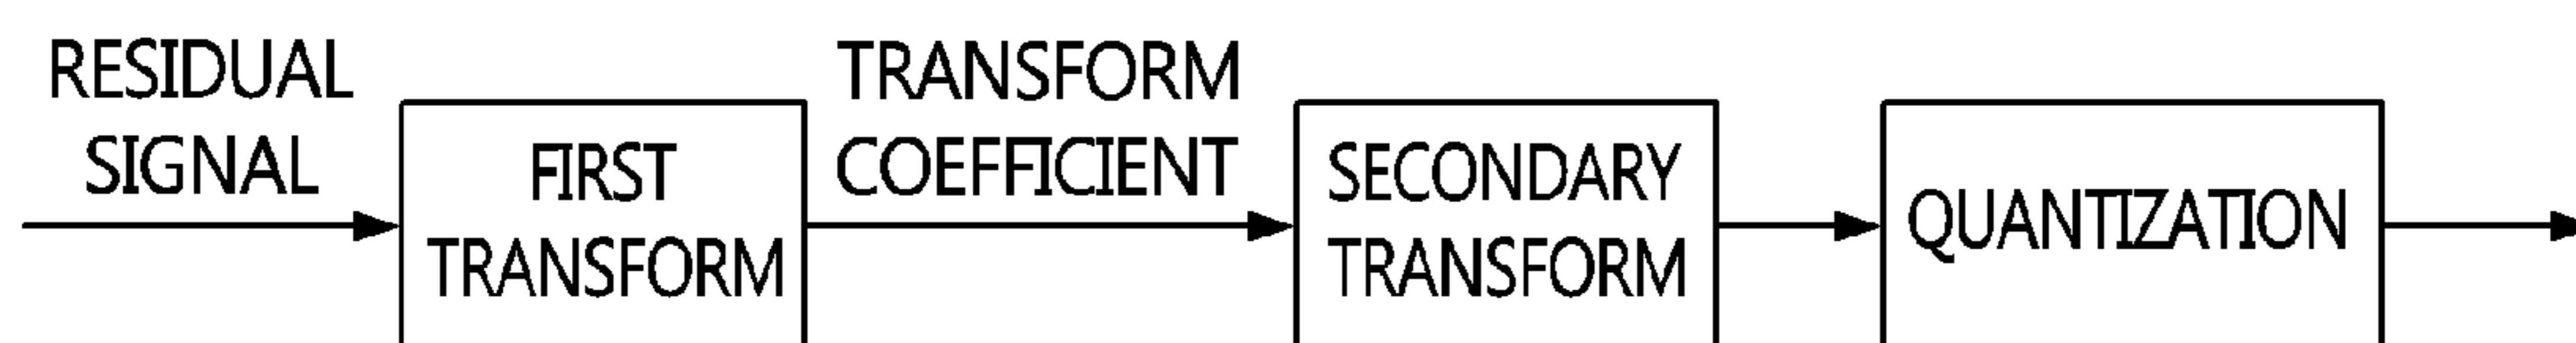 RESIDUAL
SIGNAL
FIRST
TRANSFORM
TRANSFORM
COEFFICIENT
SECONDARY
TRANSFORM
QUANTIZATION